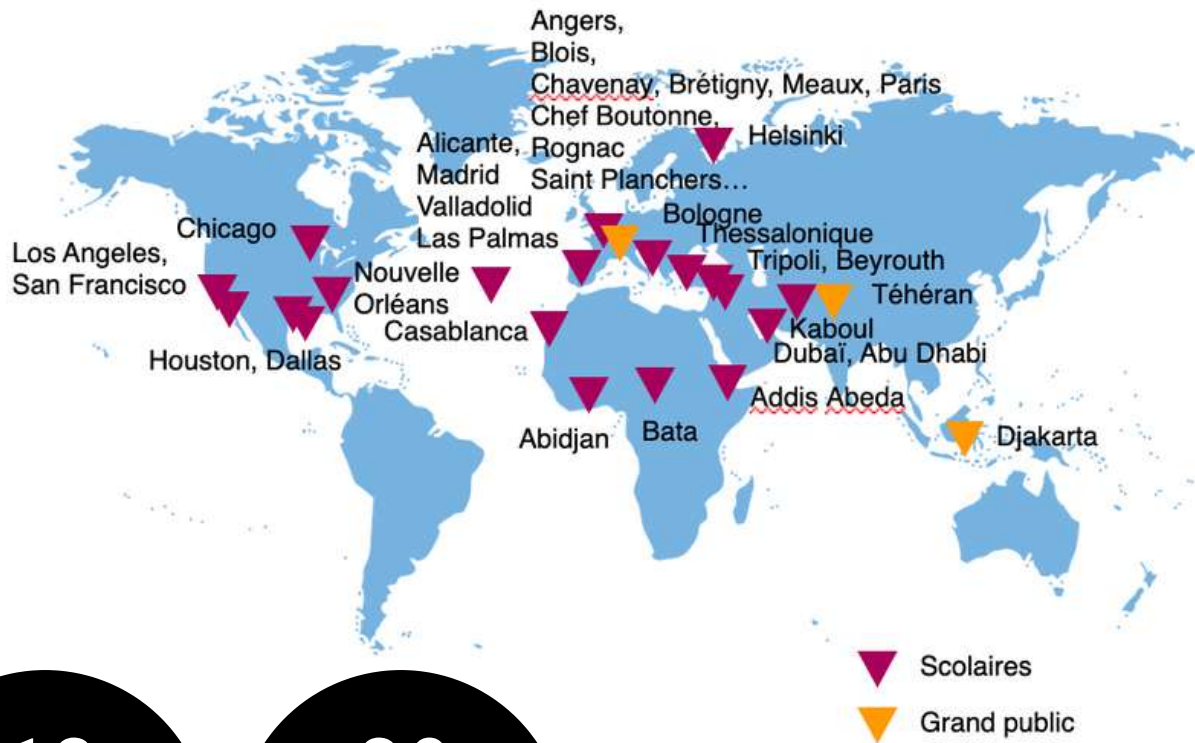 Angers,
Blois,
Chavenay, Brétigny, Meaux, Paris
Chef Boutonne,
Rognac
Saint Planchers…
Helsinki
Alicante,
Madrid
Valladolid
Las Palmas
Bologne
Thessalonique
Tripoli, Beyrouth
Chicago
Los Angeles,
San Francisco
Nouvelle
Orléans
Téhéran
Casablanca
Kaboul
Dubaï, Abu Dhabi
Houston, Dallas
Addis Abeda
Abidjan
Bata
Djakarta
Scolaires
Grand public